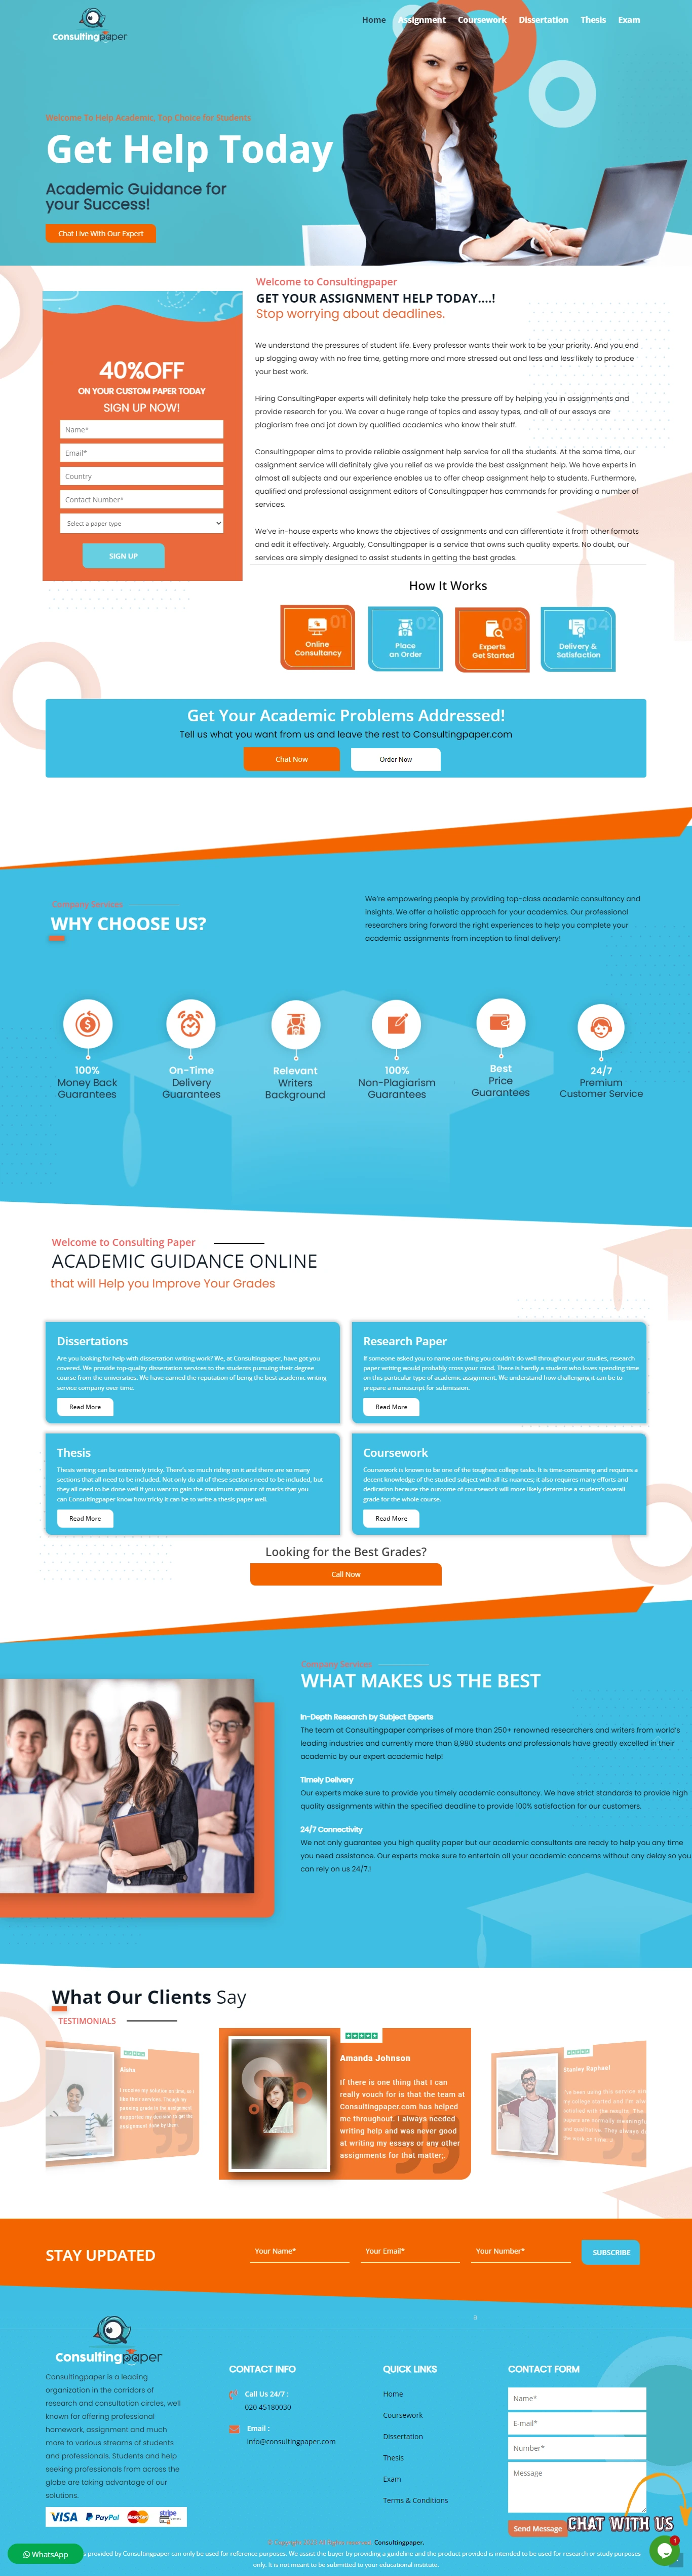 Consultingpaper
Home Assignment Coursework Dissertation Thesis Exam
Welcome To Help Academic, Top Choice For Students
Get Help Today
Academic Guidance for
your Success!
Chat Live With Our Expert
40%OFF
ON YOUR CUSTOM PAPER TODAY
SIGN UP NOW!
Name*
Email*
Country
Contact Number*
Select a paper type
SIGN UP
Welcome to Consultingpaper
GET YOUR ASSIGNMENT HELP TODAY....!
Stop worrying about deadlines.
We understand the pressures of student life. Every professor wants their work to be your priority. And you end
up slogging away with no free time, getting more and more stressed out and less and less likely to produce
your best work.
Hiring ConsultingPaper experts will definitely help take the pressure off by helping you in assignments and
provide research for you. We cover a huge range of topics and essay types, and all of our essays are
plagiarism free and jot down by qualified academics who know their stuff.
Consultingpaper aims to provide reliable assignment help service for all the students. At the same time, our
assignment service will definitely give you relief as we provide the best assignment help. We have experts in
almost all subjects and our experience enables us to offer cheap assignment help to students. Furthermore,
qualified and professional assignment editors of Consultingpaper has commands for providing a number of
services.
We've in-house experts who knows the objectives of assignments and can differentiate it from other formats
and edit it effectively. Arguably, Consultingpaper is a service that owns such quality experts. No doubt, our
services are simply designed to assist students in getting the best grades.
How It Works
01
Online
Consultancy
02
Place
an Order
03
Experts
Get Started
04
Delivery &
Satisfaction
Get Your Academic Problems Addressed!
Tell us what you want from us and leave the rest to Consultingpaper.com
Chat Now
Order Now
Company Services
WHY CHOOSE US?
We're empowering people by providing top-class academic consultancy and
insights. We offer a holistic approach for your academics. Our professional
researchers bring forward the right experiences to help you complete your
academic assignments from inception to final delivery!
100%
Money Back
Guarantees
On-Time
Delivery
Guarantees
Relevant
Writers
Background
100%
Non-Plagiarism
Guarantees
Best
Price
Guarantees
24/7
Premium
Customer Service
Welcome to Consulting Paper
ACADEMIC GUIDANCE ONLINE
that will Help you Improve Your Grades
Dissertations
Are you looking for help with dissertation writing work? We, at Consultingpaper, have got you
covered. We provide top-quality dissertation services to the students pursuing their degree
course from the universities. We have earned the reputation of being the best academic writing
service company over time.
Read More
Research Paper
If someone asked you to name one thing you couldn't do well throughout your studies, research
paper writing would probably cross your mind. There is hardly a student who loves spending time
on this particular type of academic assignment. We understand how challenging it can be to
prepare a manuscript for submission.
Read More
Thesis
Thesis writing can be extremely tricky. There's so much riding on it and there are so many
sections that all need to be included. Not only do all of these sections need to be included, but
they all need to be done well if you want to gain the maximum amount of marks that you
can Consultingpaper know how tricky it can be to write a thesis paper well.
Read More
Coursework
Coursework is known to be one of the toughest college tasks. It is time-consuming and requires a
decent knowledge of the studied subject with all its nuances; it also requires many efforts and
dedication because the outcome of coursework will more likely determine a student's overall
grade for the whole course.
Read More
Looking for the Best Grades?
Call Now
Company Services
WHAT MAKES US THE BEST
In-Depth Research by Subject Experts
The team at Consultingpaper comprises of more than 250+ renowned researchers and writers from world's
leading industries and currently more than 8,980 students and professionals have greatly excelled in their
academic by our expert academic help!
Timely Delivery
Our experts make sure to provide you timely academic consultancy. We have strict standards to provide high
quality assignments within the specified deadline to provide 100% satisfaction for our customers.
24/7 Connectivity
We not only guarantee you high quality paper but our academic consultants are ready to help you any time
you need assistance. Our experts make sure to entertain all your academic concerns without any delay so you
can rely on us 24/7.!
What Our Clients Say
TESTIMONIALS
Amanda Johnson
If there is one thing that I can
really vouch for is that the team at
Consultingpaper.com has helped
me throughout. I always needed
writing help and was never good
at writing my essays or any other
assignments for that matter;.
Stanley Raphael
STAY UPDATED
Your Name*
Your Email*
Your Number*
SUBSCRIBE
Consultingpaper
Consultingpaper is a leading
organization in the corridors of
research and consultation circles, well
known for offering professional
homework, assignment and much
more to various streams of students
and professionals. Students and help
seeking professionals from across the
globe are taking advantage of our
solutions.
VISA PayPal MasterCard stripe
CONTACT INFO
Call Us 24/7 :
020 45180030
Email :
info@consultingpaper.com
QUICK LINKS
Home
Coursework
Dissertation
Thesis
Exam
Terms & Conditions
CONTACT FORM
Name*
E-mail*
Number*
Message
Send Message
CHAT WITH US
1
Consultingpaper.
WhatsApp
provided by Consultingpaper can only be used for reference purposes. We assist the buyer by providing a guideline and the product provided is intended to be used for research or study purposes
only. It is not meant to be submitted to your educational institute.